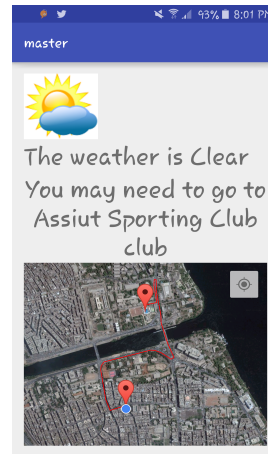 93% 8:01 PM
master
The weather is Clear
You may need to go to
Assiut Sporting Club
club